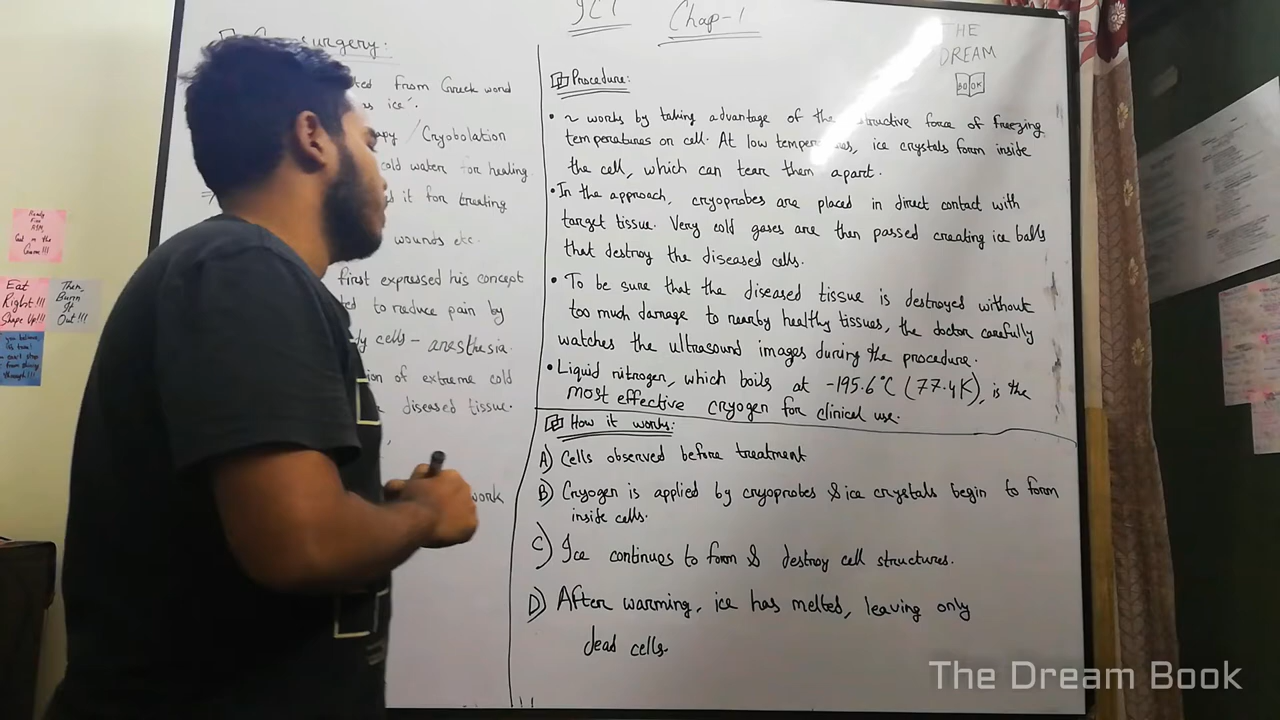 ICT Chap-1
THE
DREAM
BOOK
surgery:
from Greek word
ice'.
/ Cryobolation
cold water for healing.
it for treating
wounds etc.
first expressed his concept
to reduce pain by
cells - anesthesia.
of extreme cold
diseased tissue.
work
Procedure:
• ~ works by taking advantage of the force of freezing
temperatures on cell. At low ice crystals form inside
the cell, which can tear them apart.
• In the approach, cryoprobes are placed in direct contact with
target tissue. Very cold gases are then passed creating ice balls
that destroy the diseased cells.
• To be sure that the diseased tissue is destroyed without
too much damage to nearby healthy tissues, the doctor carefully
watches the ultrasound images during the procedure.
• Liquid nitrogen, which boils at -195.6°C (77.4K), is the
most effective cryogen for clinical use.
How it works:
A) Cells observed before treatment
B) Cryogen is applied by cryoprobes & ice crystals begin to form
inside cells.
C) Ice continues to form & destroy cell structures.
D) After warming, ice has melted, leaving only
dead cells.
Eat
Right!!!
Shape Up!!!
Then,
Burn
It
Out!!!
The Dream Book